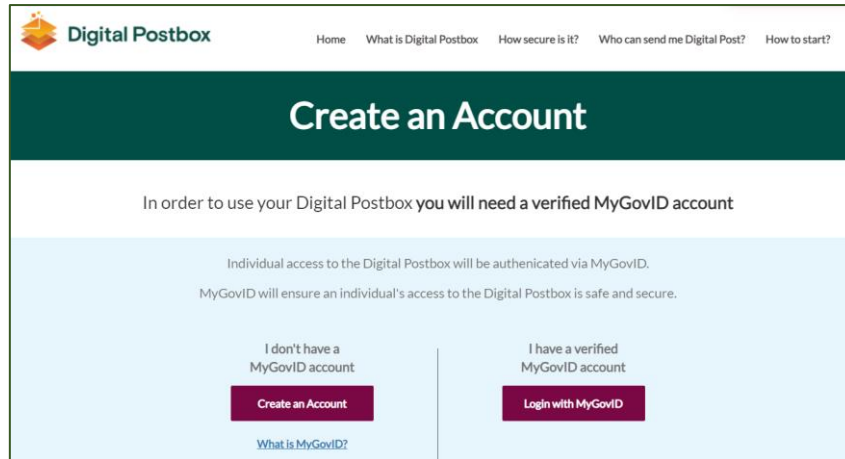 Digital Postbox
Home What is Digital Postbox How secure is it? Who can send me Digital Post? How to start?
Create an Account
In order to use your Digital Postbox you will need a verified MyGovID account
Individual access to the Digital Postbox will be authenicated via MyGovID.
MyGovID will ensure an individual's access to the Digital Postbox is safe and secure.
I don't have a
MyGovID account
Create an Account
What is MyGovID?
I have a verified
MyGovID account
Login with MyGovID